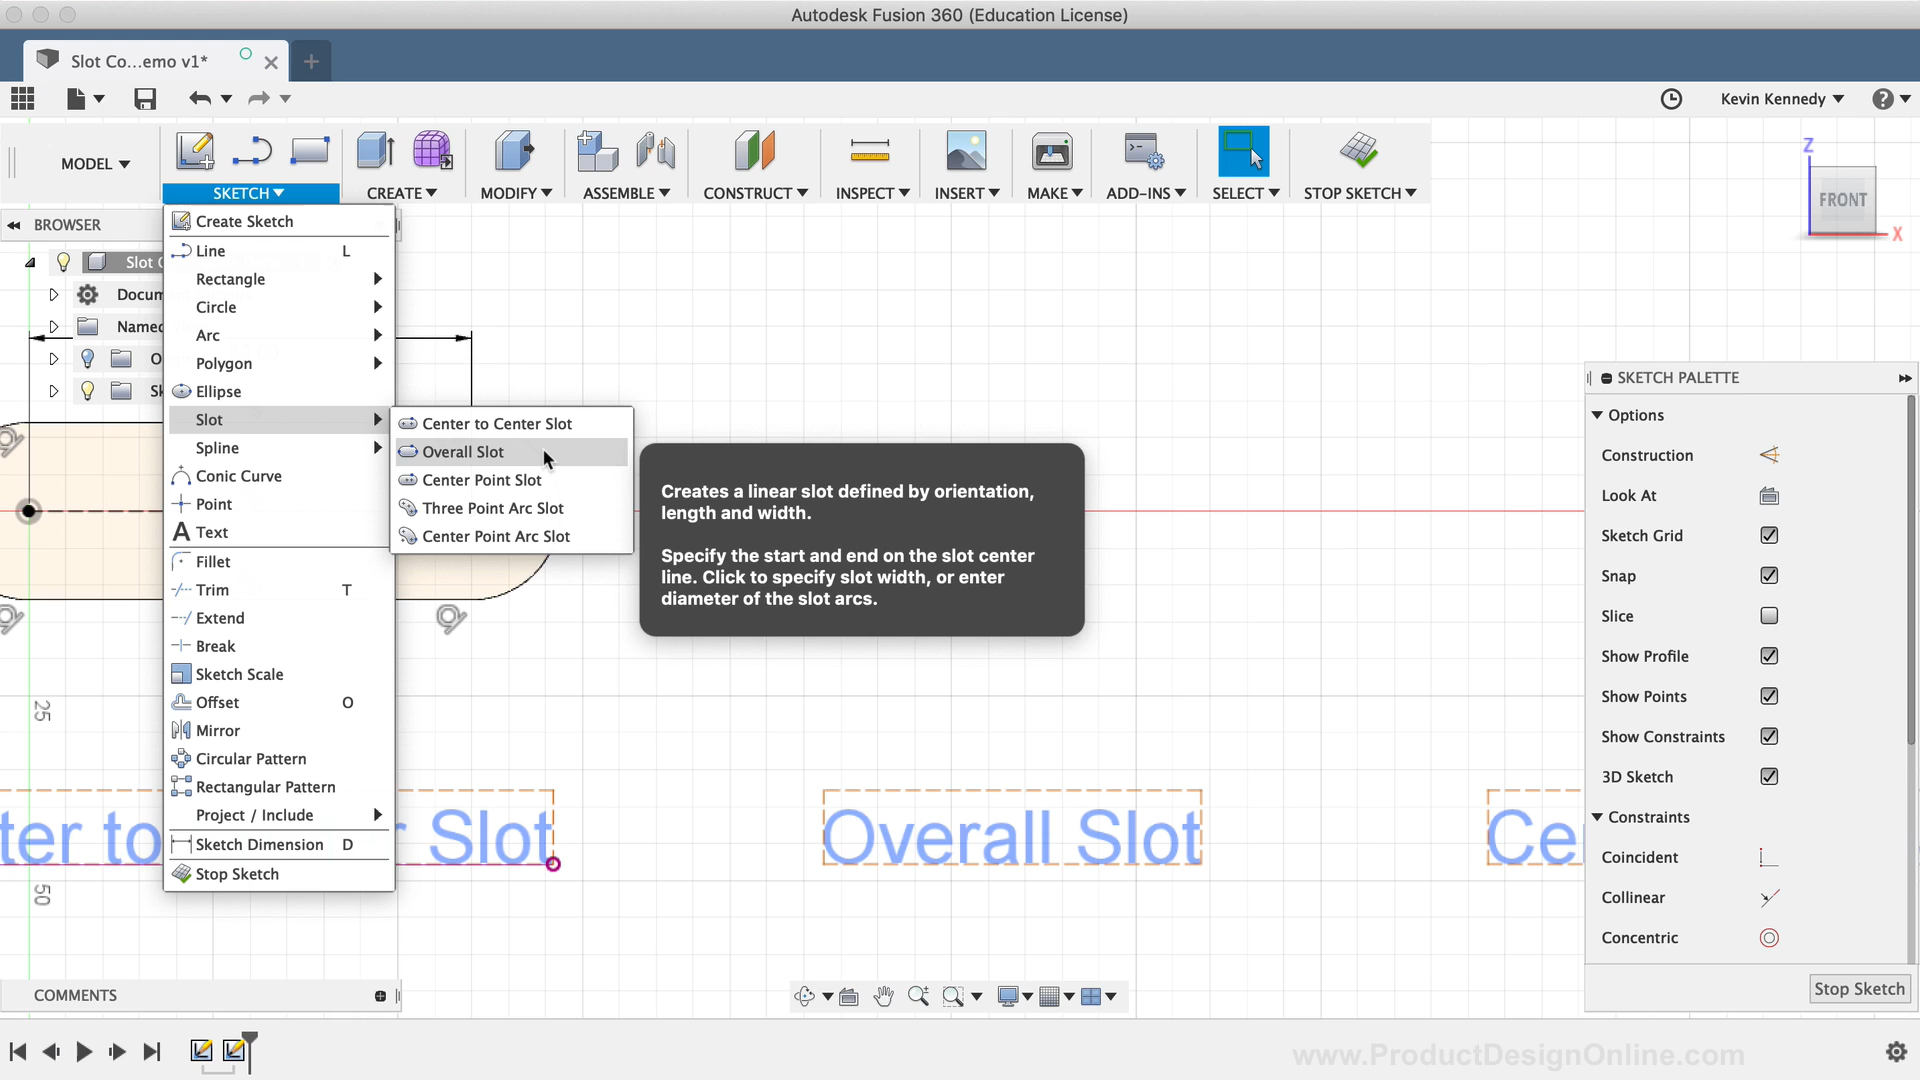 Autodesk Fusion 360 (Education License)
Slot Co...emo v1*
Kevin Kennedy
MODEL
SKETCH
CREATE
MODIFY
ASSEMBLE
CONSTRUCT
INSPECT
INSERT
MAKE
ADD-INS
SELECT
STOP SKETCH
Z
FRONT
X
BROWSER
Slot
Docum
Named
Create Sketch
Line L
Rectangle
Circle
Arc
Polygon
Ellipse
Slot
Spline
Conic Curve
Point
Text
Fillet
Trim T
Extend
Break
Sketch Scale
Offset O
Mirror
Circular Pattern
Rectangular Pattern
Project / Include
Sketch Dimension D
Stop Sketch
Center to Center Slot
Overall Slot
Center Point Slot
Three Point Arc Slot
Center Point Arc Slot
Creates a linear slot defined by orientation,
length and width.
Specify the start and end on the slot center
line. Click to specify slot width, or enter
diameter of the slot arcs.
SKETCH PALETTE
Options
Construction
Look At
Sketch Grid
Snap
Slice
Show Profile
Show Points
Show Constraints
3D Sketch
Constraints
Coincident
Collinear
Concentric
Stop Sketch
25
50
ter to r Slot
Overall Slot
Ce
COMMENTS
www.ProductDesignOnline.com